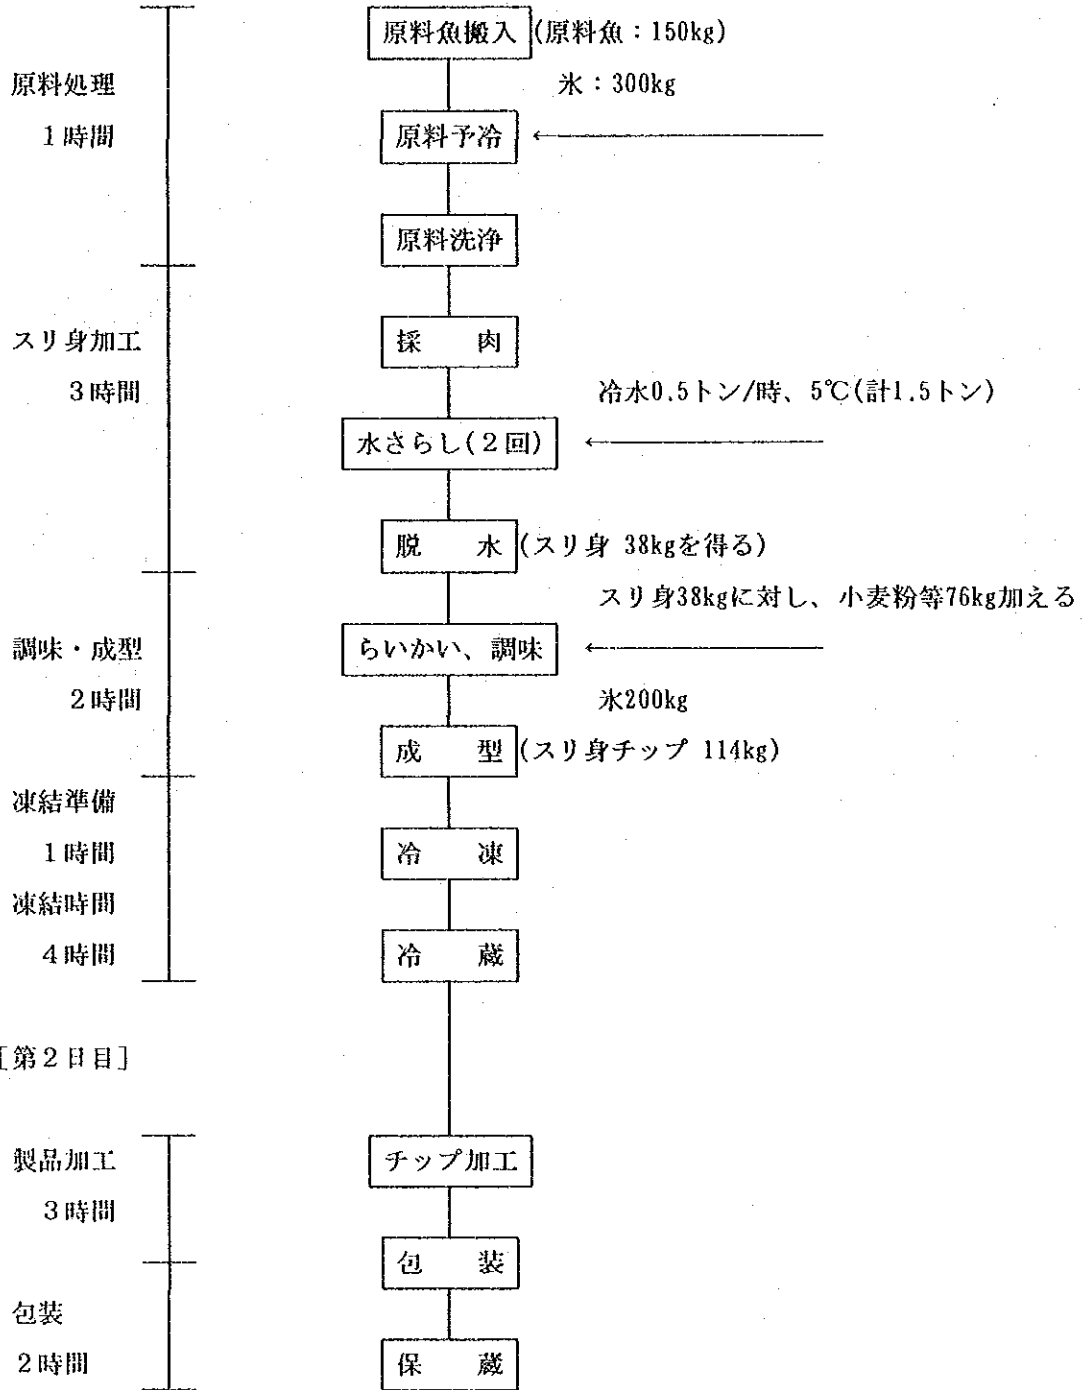 原料魚搬入 (原料魚：150kg)
原料処理
氷：300kg
1時間
原料予冷 ←
原料洗浄
採 肉
スリ身加工
3時間
冷水0.5トン/時、5℃(計1.5トン)
水さらし(2回) ←
脱 水 (スリ身 38kgを得る)
スリ身38kgに対し、小麦粉等76kg加える
調味・成型
らいかい、調味 ←
2時間
氷200kg
成 型 (スリ身チップ 114kg)
凍結準備
1時間
冷 凍
凍結時間
4時間
冷 蔵
[第2日目]
製品加工
チップ加工
3時間
包 装
包装
2時間
保 蔵